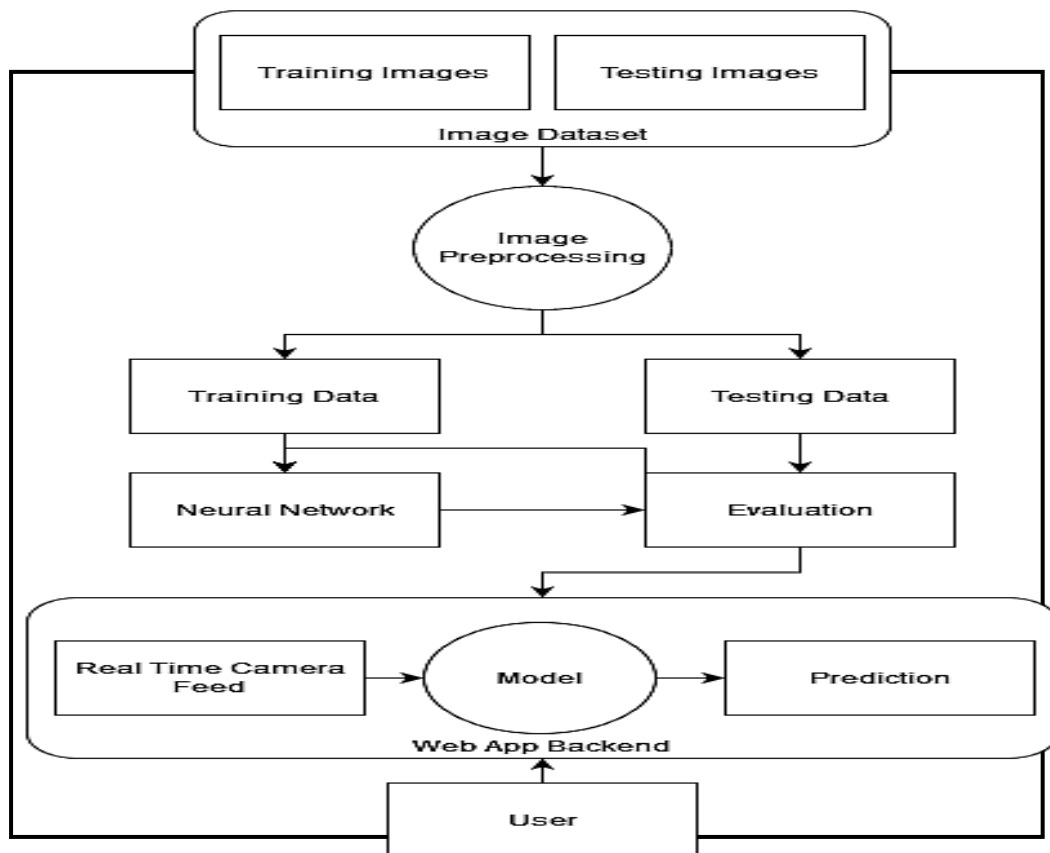 Training Images
Testing Images
Image Dataset
Image
Preprocessing
Training Data
Testing Data
Neural Network
Evaluation
Real Time Camera
Feed
Model
Prediction
Web App Backend
User